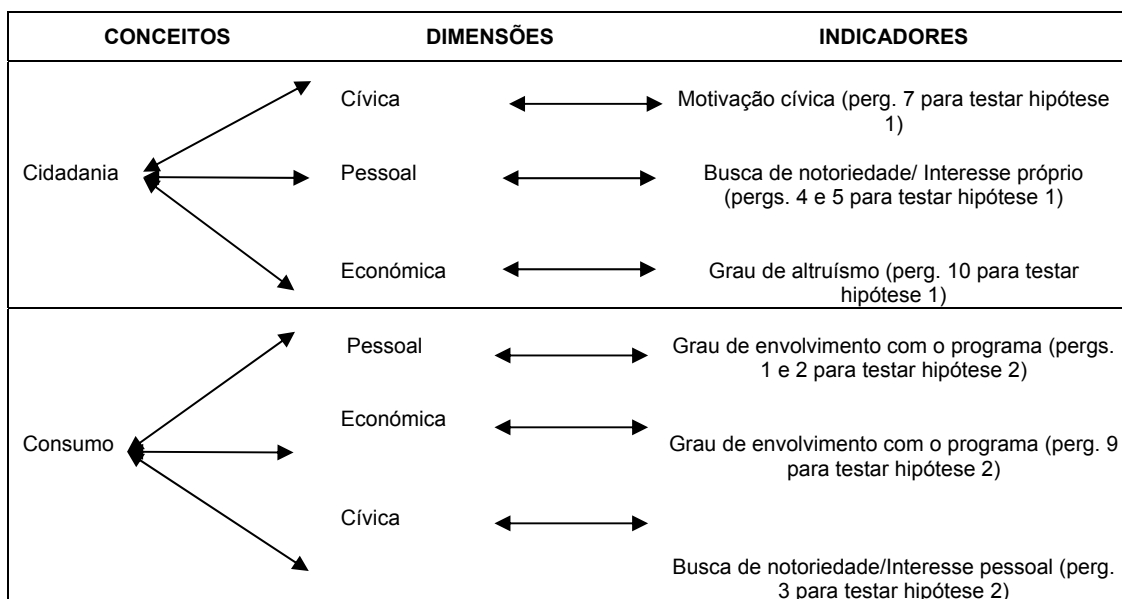 CONCEITOS DIMENSÕES INDICADORES
Cívica Motivação cívica (perg. 7 para testar hipótese
1)
Cidadania Pessoal Busca de notoriedade/ Interesse próprio
(pergs. 4 e 5 para testar hipótese 1)
Económica Grau de altruísmo (perg. 10 para testar
hipótese 1)
Pessoal Grau de envolvimento com o programa (pergs.
1 e 2 para testar hipótese 2)
Económica
Consumo Grau de envolvimento com o programa (perg. 9
para testar hipótese 2)
Cívica
Busca de notoriedade/Interesse pessoal (perg.
3 para testar hipótese 2)